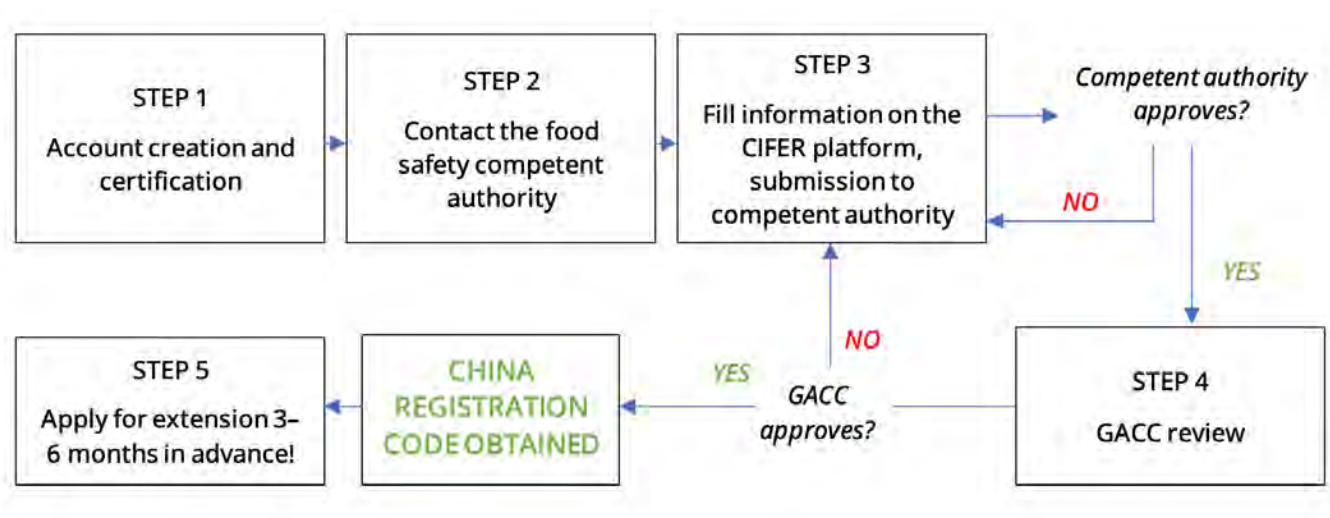 STEP 1
Account creation and
certification
STEP 2
Contact the food
safety competent
authority
STEP 3
Fill information on the
CIFER platform,
submission to
competent authority
Competent authority
approves?
NO
YES
STEP 4
GACC review
GACC
approves?
NO
YES
CHINA
REGISTRATION
CODE OBTAINED
STEP 5
Apply for extension 3–
6 months in advance!